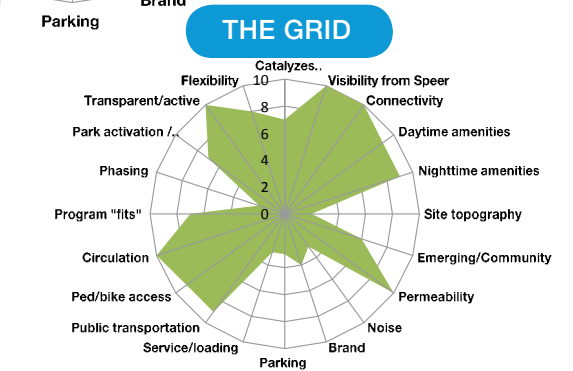 Brand
Parking
THE GRID
Catalyzes..
Flexibility
10
Visibility from Speer
Transparent/active
8
Connectivity
Park activation /..
6
Daytime amenities
Phasing
4
Nighttime amenities
2
Program "fits"
0
Site topography
Circulation
Emerging/Community
Ped/bike access
Permeability
Public transportation
Noise
Service/loading
Brand
Parking